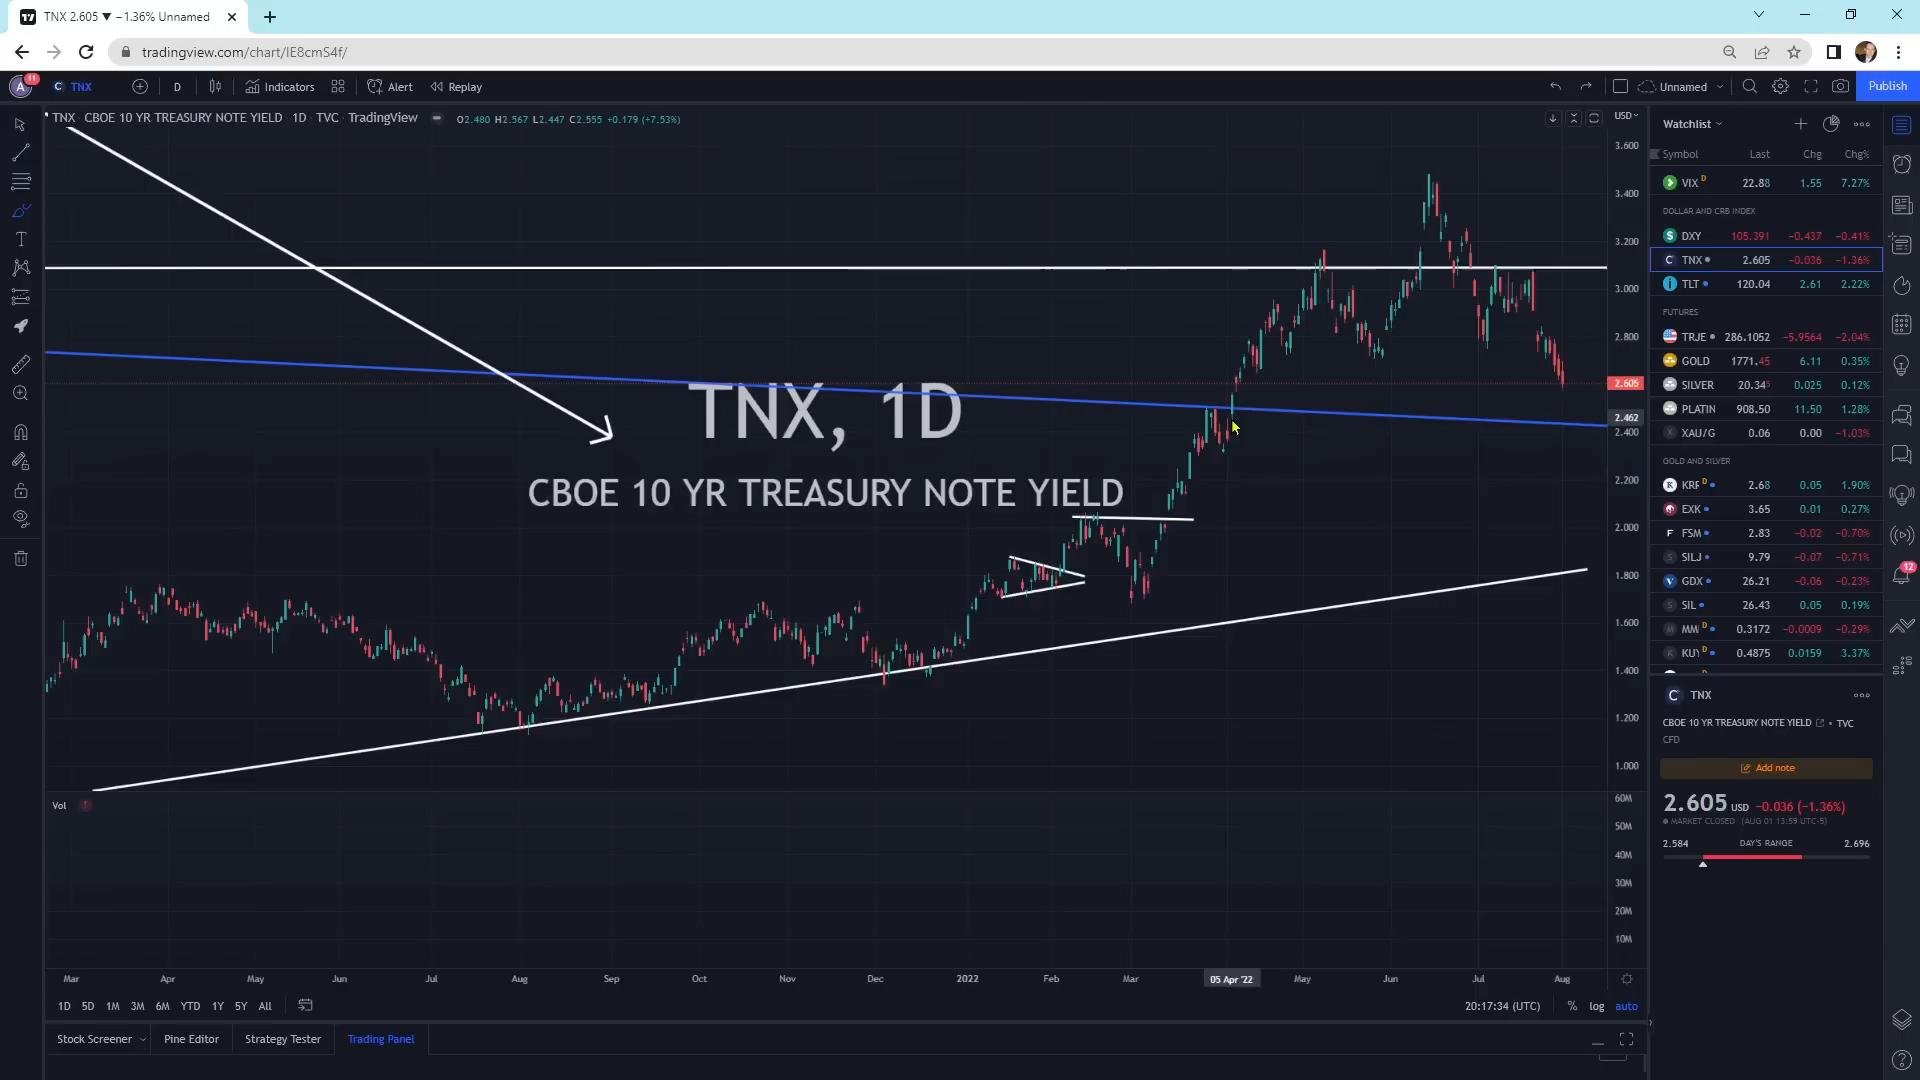 TNX 2.605 ▼ −1.36% Unnamed
tradingview.com/chart/IE8cmS4f/
A 11 TNX D Indicators Alert Replay Unnamed Publish
TNX · CBOE 10 YR TREASURY NOTE YIELD · 1D · TVC · TradingView O2.480 H2.567 L2.447 C2.555 +0.179 (+7.53%)
USD
3.600
3.400
3.200
3.000
2.800
2.605
2.462
2.400
2.200
2.000
1.800
1.600
1.400
1.200
1.000
TNX, 1D
CBOE 10 YR TREASURY NOTE YIELD
Vol
60M
50M
40M
30M
20M
10M
Mar Apr May Jun Jul Aug Sep Oct Nov Dec 2022 Feb Mar 05 Apr '22 May Jun Jul Aug
1D 5D 1M 3M 6M YTD 1Y 5Y All 20:17:34 (UTC) % log auto
Stock Screener Pine Editor Strategy Tester Trading Panel
Watchlist
Symbol Last Chg Chg%
VIX D 22.88 1.55 7.27%
DOLLAR AND CRB INDEX
DXY 105.391 −0.437 −0.41%
TNX 2.605 −0.036 −1.36%
TLT 120.04 2.61 2.22%
FUTURES
TRJE 286.1052 −5.9564 −2.04%
GOLD 1771.45 6.11 0.35%
SILVER 20.345 0.025 0.12%
PLATIN 908.50 11.50 1.28%
XAU/G 0.06 0.00 −1.03%
GOLD AND SILVER
KRF D 2.68 0.05 1.90%
EXK 3.65 0.01 0.27%
FSM 2.83 −0.02 −0.70%
SILJ 9.79 −0.07 −0.71%
GDX 26.21 −0.06 −0.23%
SIL 26.43 0.05 0.19%
MM D 0.3172 −0.0009 −0.29%
KUY D 0.4875 0.0159 3.37%
12
TNX
CBOE 10 YR TREASURY NOTE YIELD • TVC
CFD
Add note
2.605 USD −0.036 (−1.36%)
MARKET CLOSED (AUG 01 13:59 UTC-5)
2.584 DAY'S RANGE 2.696